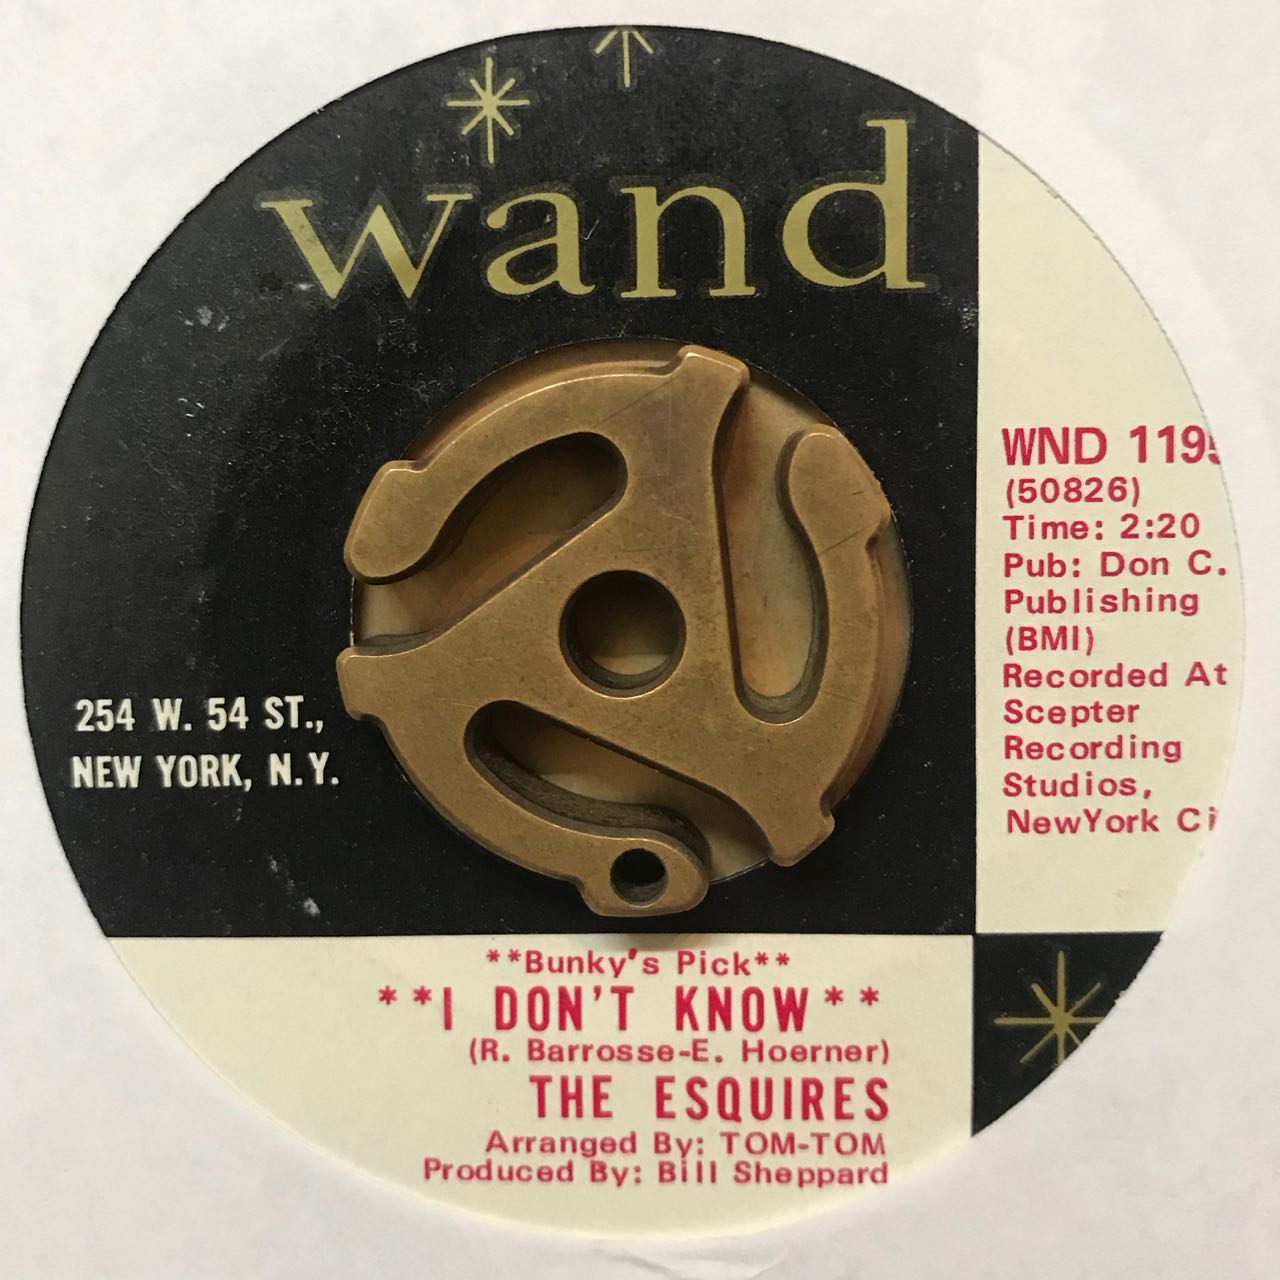 wand
WND 1195
(50826)
Time: 2:20
Pub: Don C.
Publishing
(BMI)
Recorded At
Scepter
Recording
Studios,
NewYork Ci
254 W. 54 ST.,
NEW YORK, N.Y.
**Bunky's Pick**
**I DON'T KNOW**
(R. Barrosse-E. Hoerner)
THE ESQUIRES
Arranged By: TOM-TOM
Produced By: Bill Sheppard